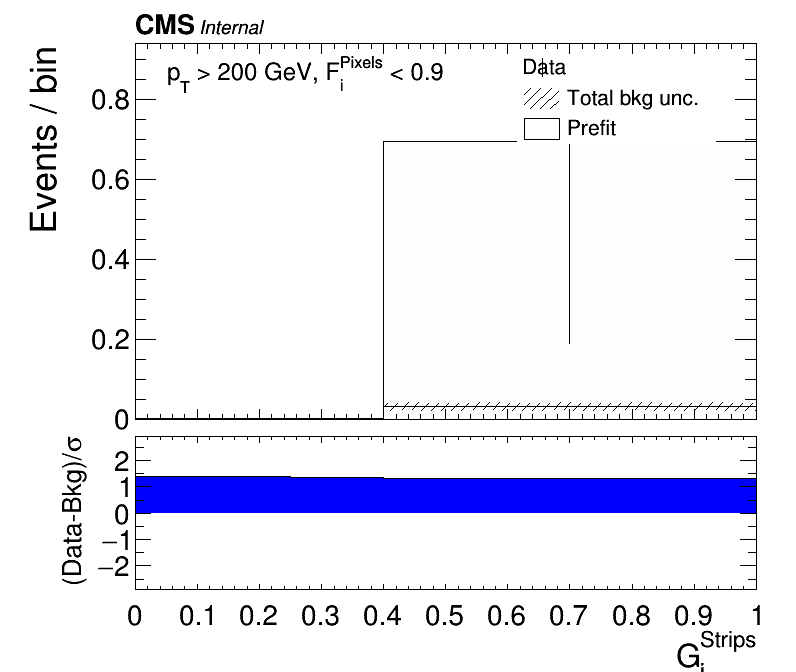 CMS Internal
p_T > 200 GeV, F_i^Pixels < 0.9
Data
Total bkg unc.
Prefit
Events / bin
0.8
0.6
0.4
0.2
0
(Data-Bkg)/σ
2
1
0
−1
−2
0 0.1 0.2 0.3 0.4 0.5 0.6 0.7 0.8 0.9 1
G_i^Strips